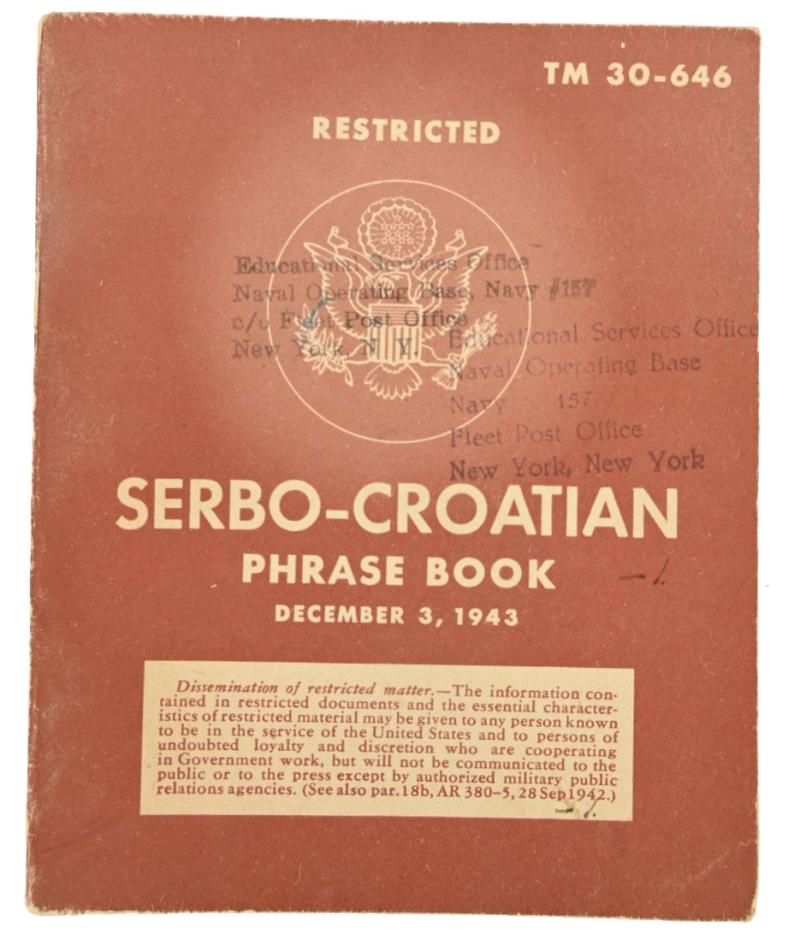 TM 30-646
RESTRICTED
Educational Services Office
Naval Operating Base, Navy #157
c/o Fleet Post Office
New York, N. Y.
Educational Services Office
Naval Operating Base
Navy 157
Fleet Post Office
New York, New York
SERBO-CROATIAN
PHRASE BOOK
DECEMBER 3, 1943
Dissemination of restricted matter.—The information con-
tained in restricted documents and the essential character-
istics of restricted material may be given to any person known
to be in the service of the United States and to persons of
undoubted loyalty and discretion who are cooperating
in Government work, but will not be communicated to the
public or to the press except by authorized military public
relations agencies. (See also par. 18b, AR 380-5, 28 Sep 1942.)